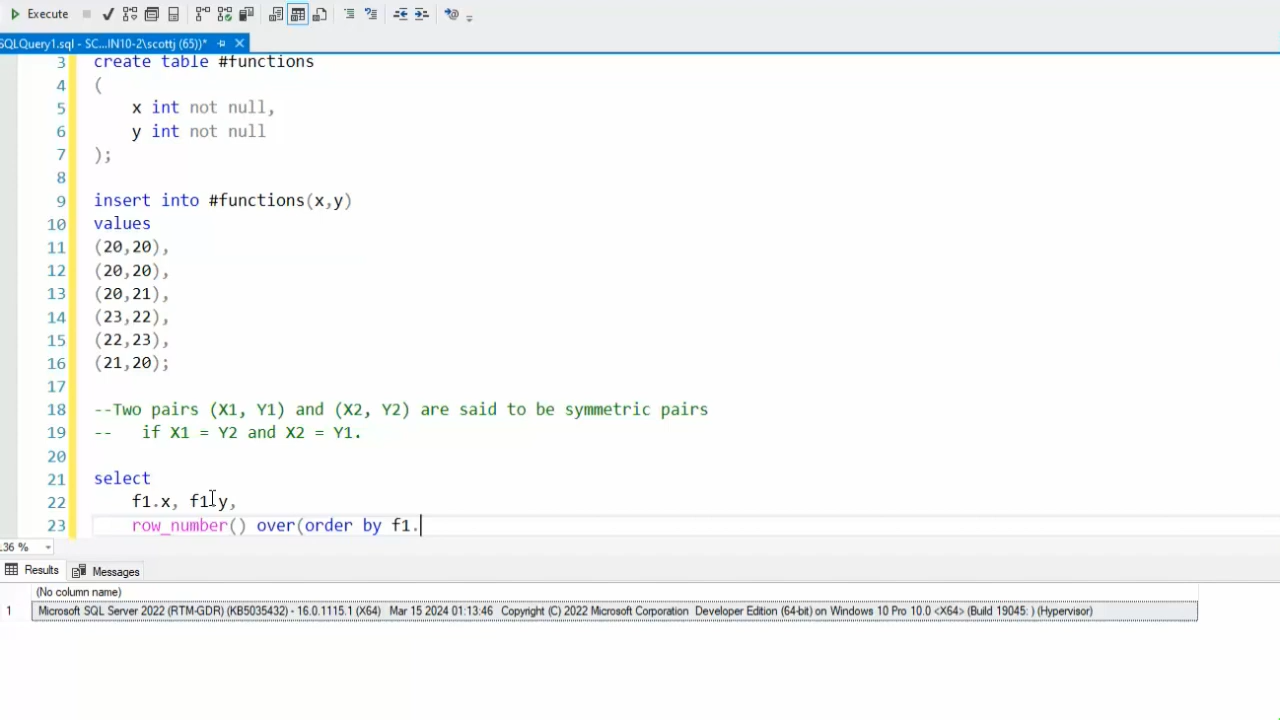 Execute
SQLQuery1.sql - SC...IN10-2\scottj (65))*
3 create table #functions
4 (
5 x int not null,
6 y int not null
7 );
8
9 insert into #functions(x,y)
10 values
11 (20,20),
12 (20,20),
13 (20,21),
14 (23,22),
15 (22,23),
16 (21,20);
17
18 --Two pairs (X1, Y1) and (X2, Y2) are said to be symmetric pairs
19 -- if X1 = Y2 and X2 = Y1.
20
21 select
22 f1.x, f1.y,
23 row_number() over(order by f1.
36 %
Results Messages
(No column name)
1 Microsoft SQL Server 2022 (RTM-GDR) (KB5035432) - 16.0.1115.1 (X64) Mar 15 2024 01:13:46 Copyright (C) 2022 Microsoft Corporation Developer Edition (64-bit) on Windows 10 Pro 10.0 <X64> (Build 19045: ) (Hypervisor)